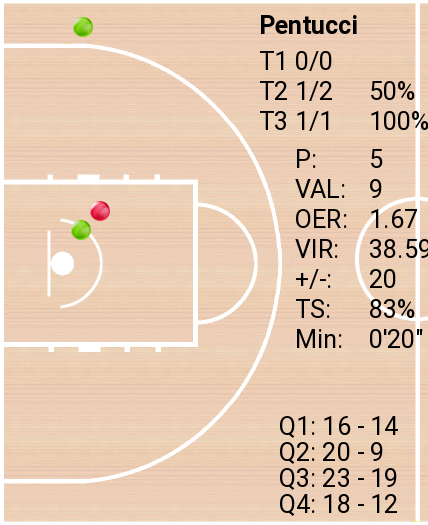 Pentucci
T1 0/0
T2 1/2 50%
T3 1/1 100%
P: 5
VAL: 9
OER: 1.67
VIR: 38.59
+/-: 20
TS: 83%
Min: 0'20"
Q1: 16 - 14
Q2: 20 - 9
Q3: 23 - 19
Q4: 18 - 12